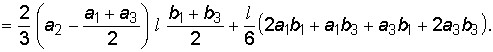 = 2/3 (a₂ − (a₁ + a₃)/2) l (b₁ + b₃)/2 + l/6 (2a₁b₁ + a₁b₃ + a₃b₁ + 2a₃b₃).